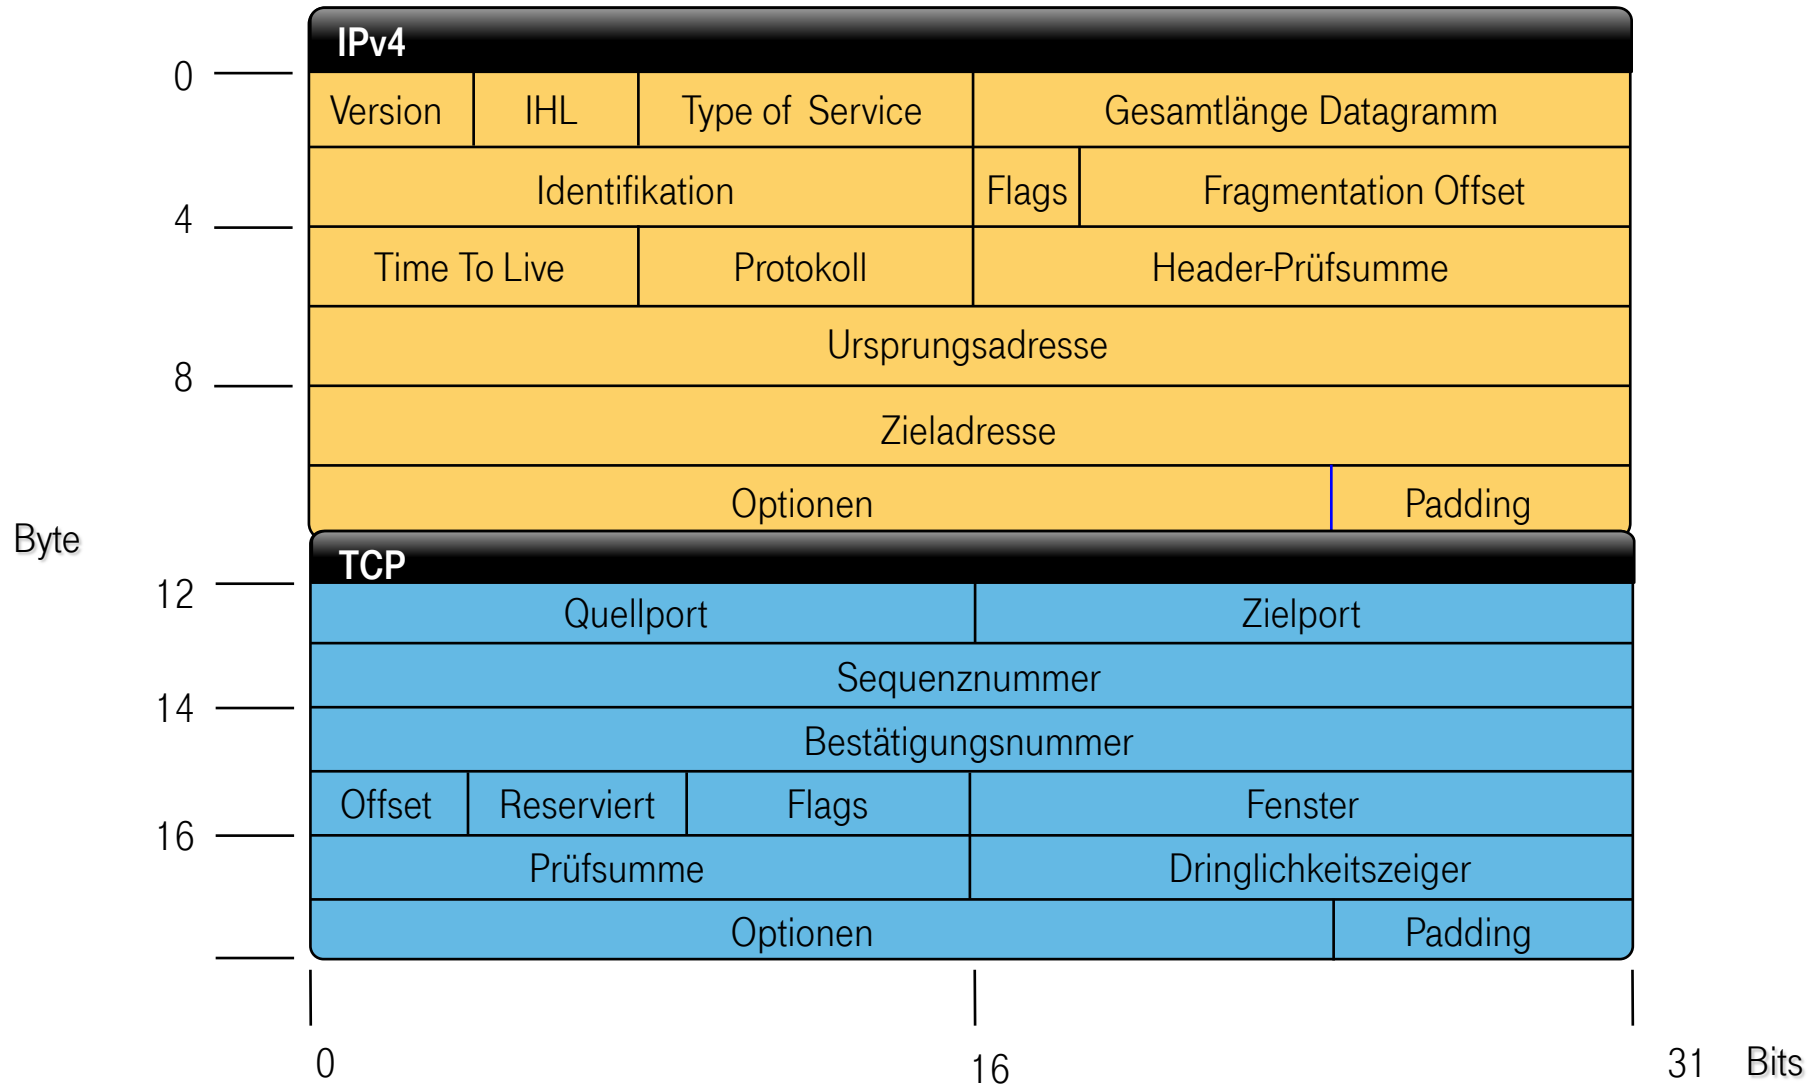 IPv4
0
Version IHL Type of Service Gesamtlänge Datagramm
Identifikation Flags Fragmentation Offset
4
Time To Live Protokoll Header-Prüfsumme
Ursprungsadresse
8
Zieladresse
Optionen Padding
Byte
TCP
12
Quellport Zielport
Sequenznummer
14
Bestätigungsnummer
Offset Reserviert Flags Fenster
16
Prüfsumme Dringlichkeitszeiger
Optionen Padding
0 16 31 Bits